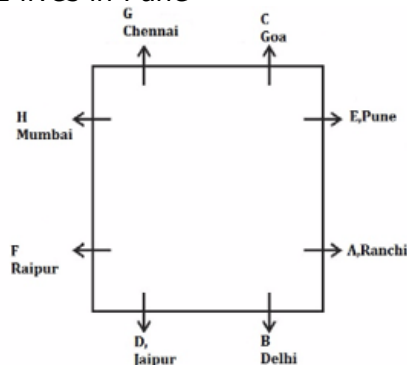 G
Chennai
C
Goa
H
Mumbai
E,Pune
F
Raipur
A,Ranchi
D,
Jaipur
B
Delhi